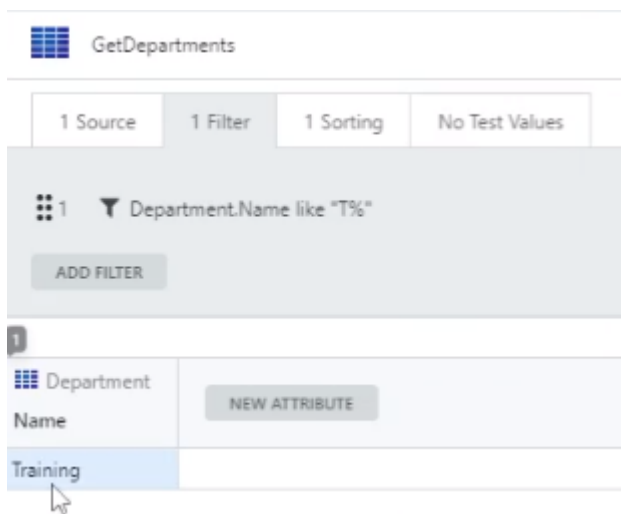 GetDepartments
1 Source 1 Filter 1 Sorting No Test Values
1 Department.Name like "T%"
ADD FILTER
1
Department
NEW ATTRIBUTE
Name
Training